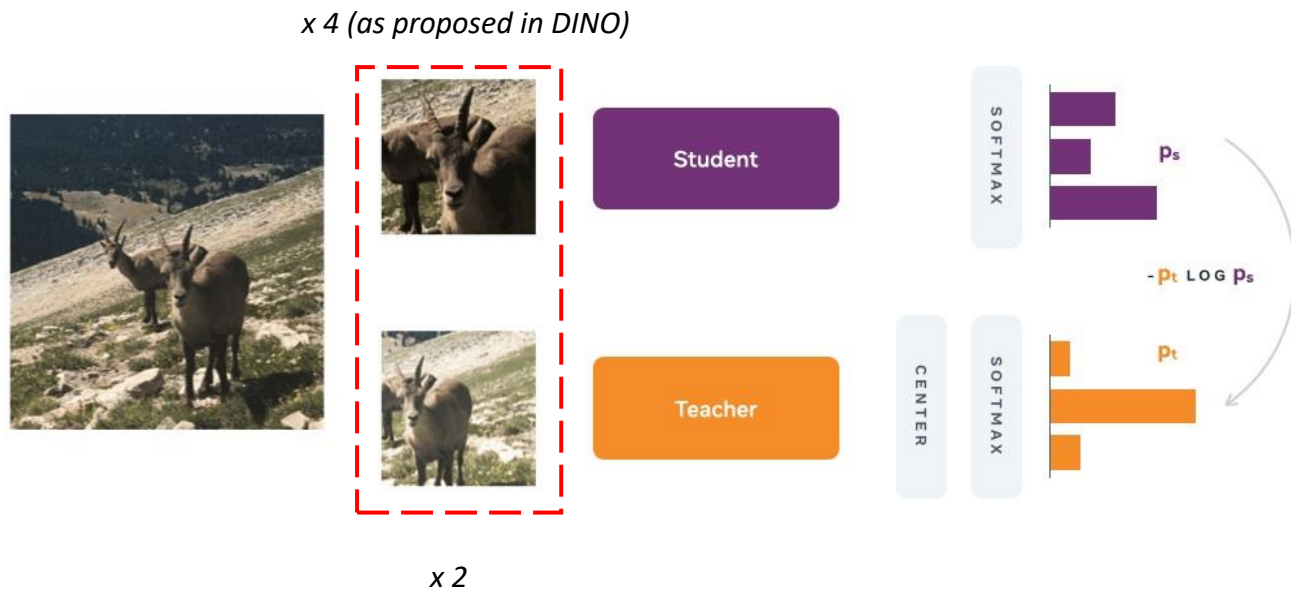 x 4 (as proposed in DINO)
Student
SOFTMAX
ps
- pt LOG ps
Teacher
CENTER
SOFTMAX
pt
x 2